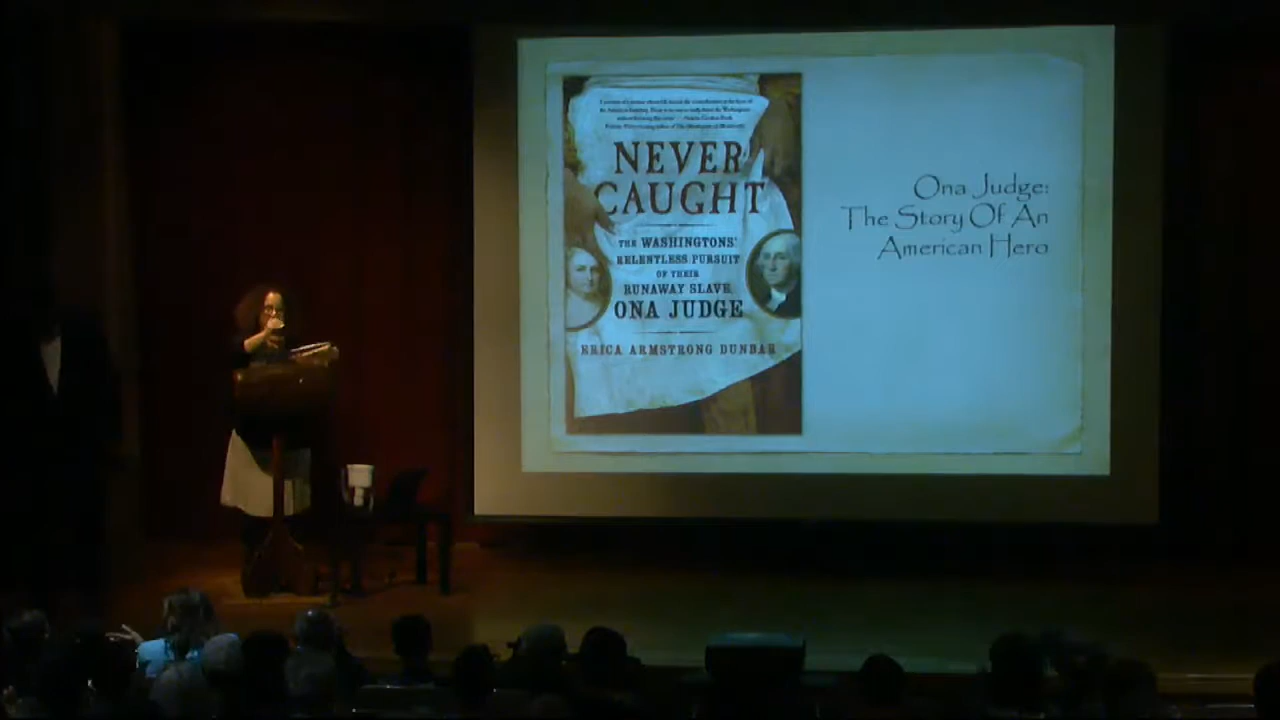 NEVER
CAUGHT
THE WASHINGTONS'
RELENTLESS PURSUIT
OF THEIR
RUNAWAY SLAVE
ONA JUDGE
ERICA ARMSTRONG DUNBAR
Ona Judge:
The Story Of An
American Hero